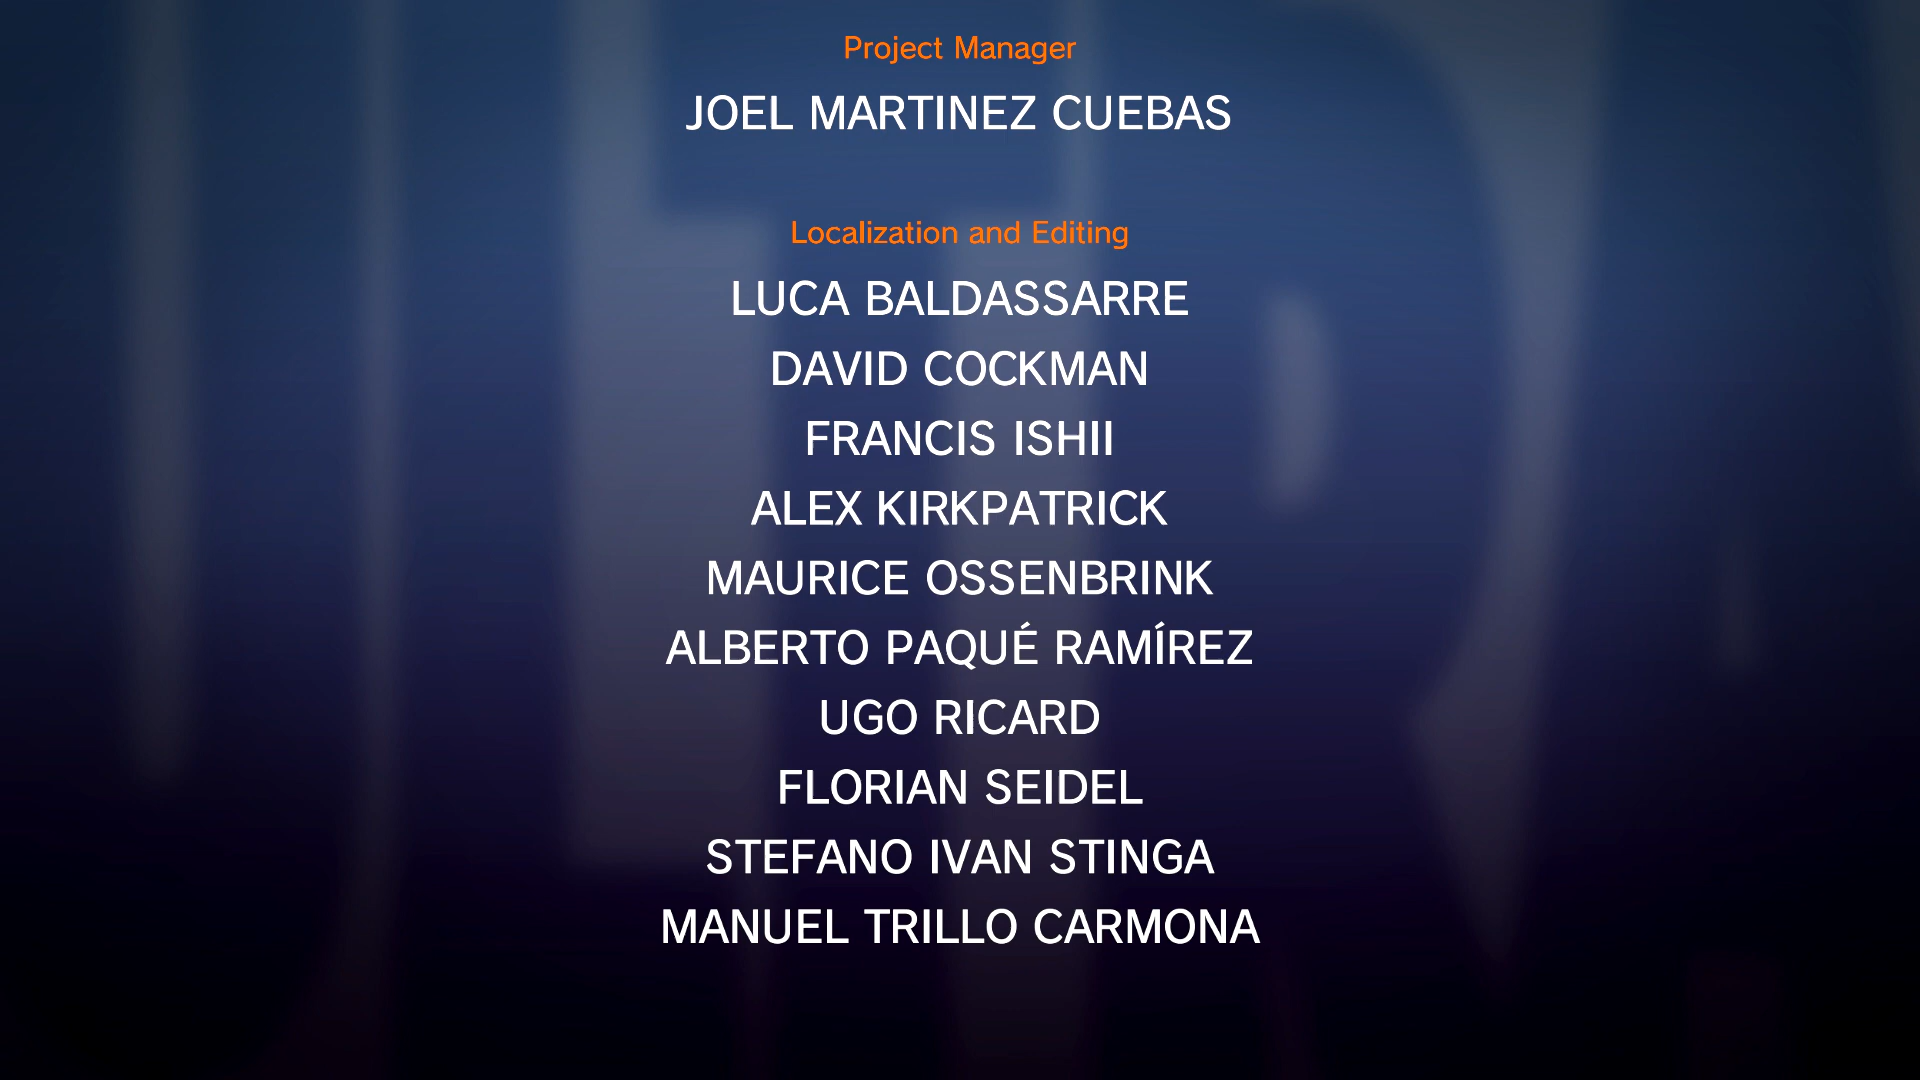 Project Manager
JOEL MARTINEZ CUEBAS
Localization and Editing
LUCA BALDASSARRE
DAVID COCKMAN
FRANCIS ISHII
ALEX KIRKPATRICK
MAURICE OSSENBRINK
ALBERTO PAQUÉ RAMÍREZ
UGO RICARD
FLORIAN SEIDEL
STEFANO IVAN STINGA
MANUEL TRILLO CARMONA